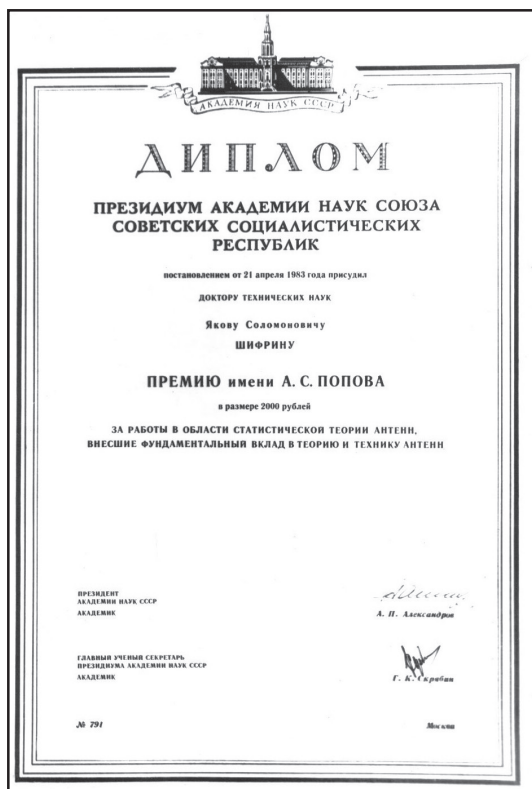 АКАДЕМИЯ НАУК СССР
ДИПЛОМ
ПРЕЗИДИУМ АКАДЕМИИ НАУК СОЮЗА
СОВЕТСКИХ СОЦИАЛИСТИЧЕСКИХ
РЕСПУБЛИК
постановлением от 21 апреля 1983 года присудил
ДОКТОРУ ТЕХНИЧЕСКИХ НАУК
Якову Соломоновичу
ШИФРИНУ
ПРЕМИЮ имени А. С. ПОПОВА
в размере 2000 рублей
ЗА РАБОТЫ В ОБЛАСТИ СТАТИСТИЧЕСКОЙ ТЕОРИИ АНТЕНН,
ВНЕСШИЕ ФУНДАМЕНТАЛЬНЫЙ ВКЛАД В ТЕОРИЮ И ТЕХНИКУ АНТЕНН
ПРЕЗИДЕНТ
АКАДЕМИИ НАУК СССР
АКАДЕМИК
А. П. Александров
ГЛАВНЫЙ УЧЕНЫЙ СЕКРЕТАРЬ
ПРЕЗИДИУМА АКАДЕМИИ НАУК СССР
АКАДЕМИК
Г. К. Скрябин
№ 791
Москва